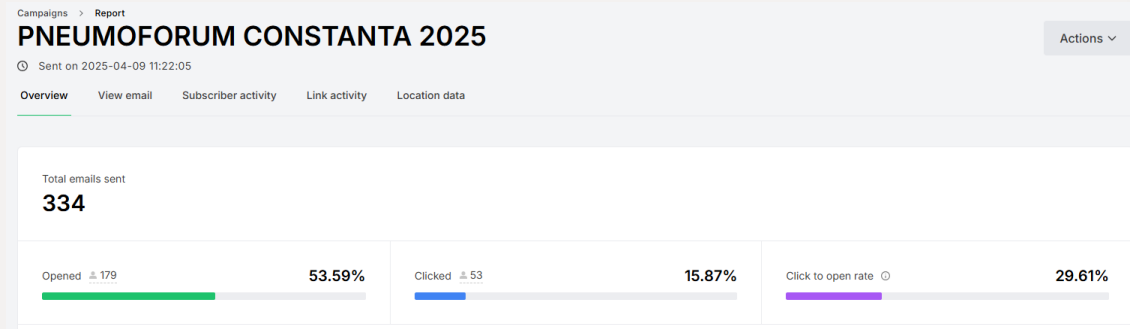 Campaigns > Report
PNEUMOFORUM CONSTANTA 2025
Actions
Sent on 2025-04-09 11:22:05
Overview View email Subscriber activity Link activity Location data
Total emails sent
334
Opened 179 53.59% Clicked 53 15.87% Click to open rate 29.61%